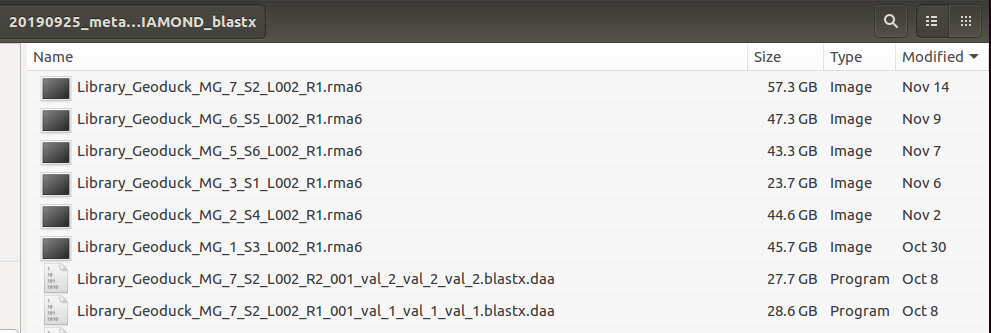 20190925_meta...IAMOND_blastx
Name Size Type Modified
Library_Geoduck_MG_7_S2_L002_R1.rma6 57.3 GB Image Nov 14
Library_Geoduck_MG_6_S5_L002_R1.rma6 47.3 GB Image Nov 9
Library_Geoduck_MG_5_S6_L002_R1.rma6 43.3 GB Image Nov 7
Library_Geoduck_MG_3_S1_L002_R1.rma6 23.7 GB Image Nov 6
Library_Geoduck_MG_2_S4_L002_R1.rma6 44.6 GB Image Nov 2
Library_Geoduck_MG_1_S3_L002_R1.rma6 45.7 GB Image Oct 30
Library_Geoduck_MG_7_S2_L002_R2_001_val_2_val_2_val_2.blastx.daa 27.7 GB Program Oct 8
Library_Geoduck_MG_7_S2_L002_R1_001_val_1_val_1_val_1.blastx.daa 28.6 GB Program Oct 8